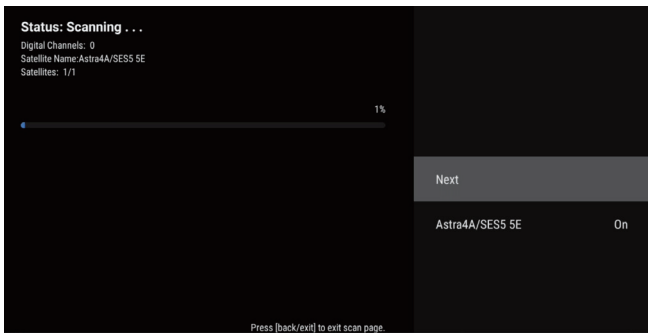 Status: Scanning . . .
Digital Channels: 0
Satellite Name:Astra4A/SES5 5E
Satellites: 1/1
1%
Next
Astra4A/SES5 5E On
Press [back/exit] to exit scan page.